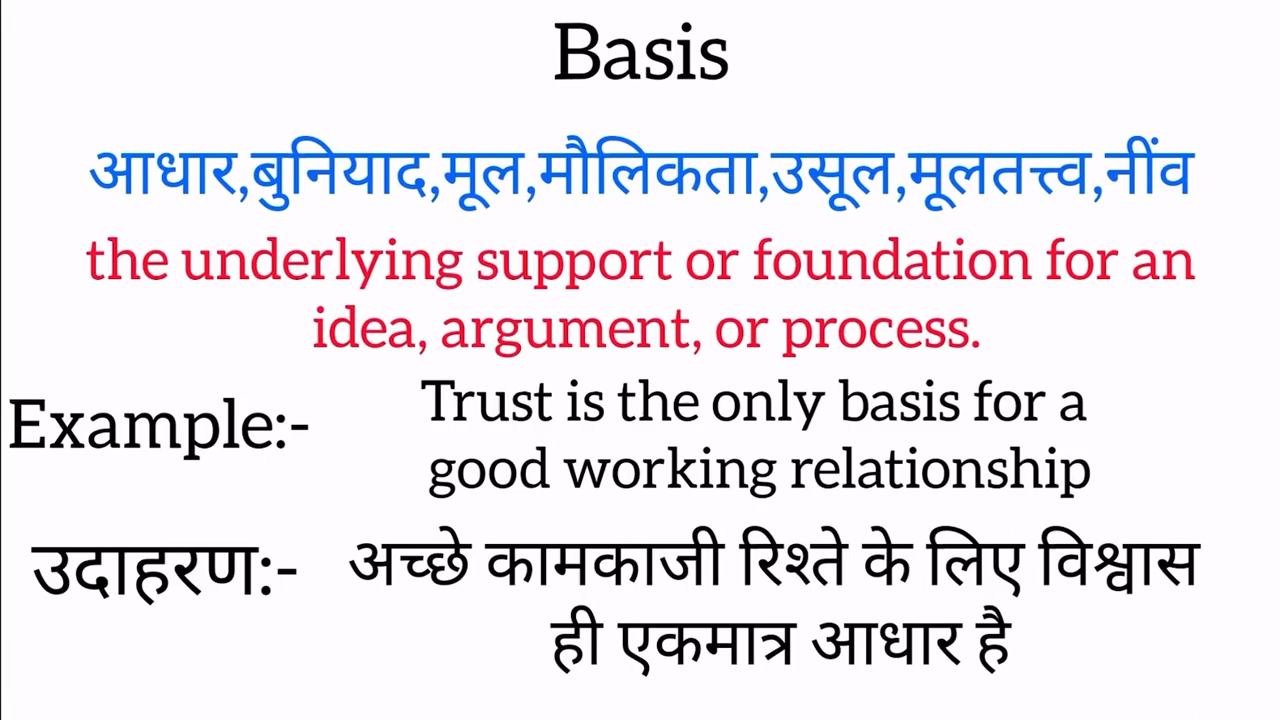 Basis
आधार,बुनियाद,मूल,मौलिकता,उसूल,मूलतत्त्व,नींव
the underlying support or foundation for an
idea, argument, or process.
Example:- Trust is the only basis for a
good working relationship
उदाहरण:- अच्छे कामकाजी रिश्ते के लिए विश्वास
ही एकमात्र आधार है